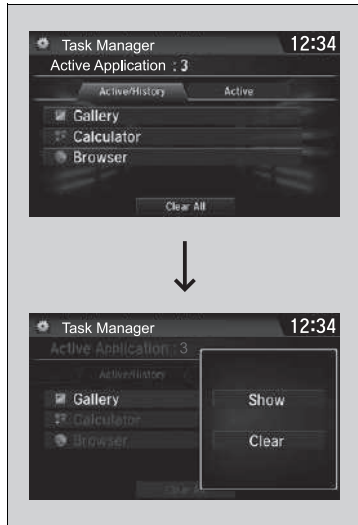 Task Manager 12:34
Active Application : 3
Active/History Active
Gallery
Calculator
Browser
Clear All
Task Manager 12:34
Active Application : 3
Active/History
Gallery Show
Calculator
Browser Clear
Clear All